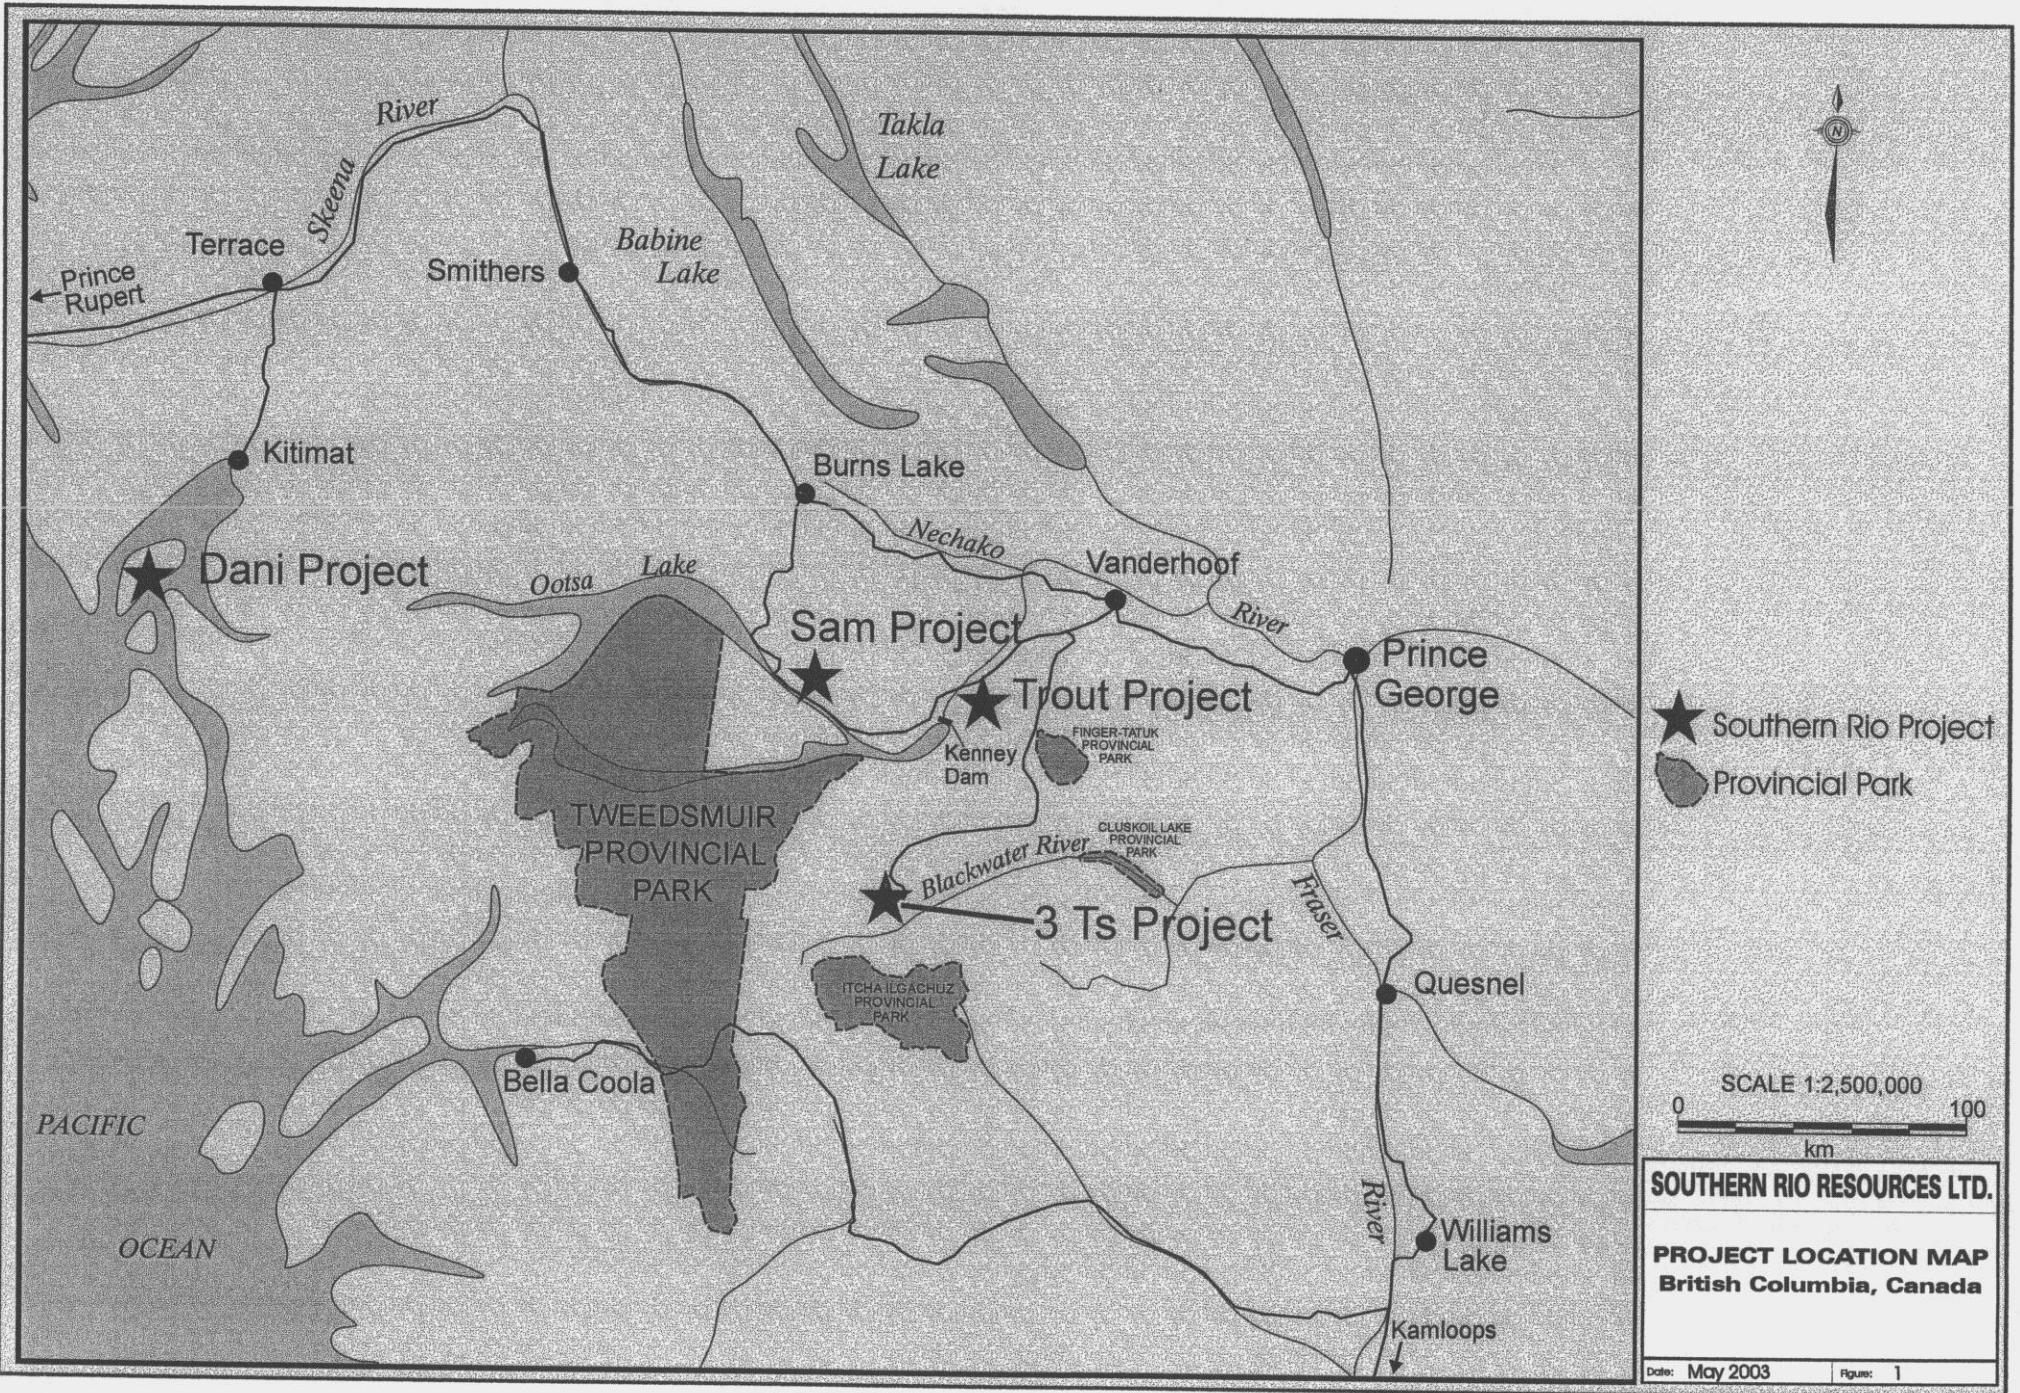 River
Skeena
Takla
Lake
Terrace
Prince
Rupert
Smithers
Babine
Lake
Kitimat
Burns Lake
Nechako
River
Dani Project
Ootsa Lake
Vanderhoof
Sam Project
Prince
George
Trout Project
Kenney
Dam
FINGER-TATUK
PROVINCIAL
PARK
TWEEDSMUIR
PROVINCIAL
PARK
CLUSKOIL LAKE
PROVINCIAL
PARK
Blackwater River
3 Ts Project
Fraser
River
ITCHA ILGACHUZ
PROVINCIAL
PARK
Quesnel
Bella Coola
PACIFIC
OCEAN
Williams
Lake
Kamloops
N
Southern Rio Project
Provincial Park
SCALE 1:2,500,000
0 100
km
SOUTHERN RIO RESOURCES LTD.
PROJECT LOCATION MAP
British Columbia, Canada
Date: May 2003 Figure: 1